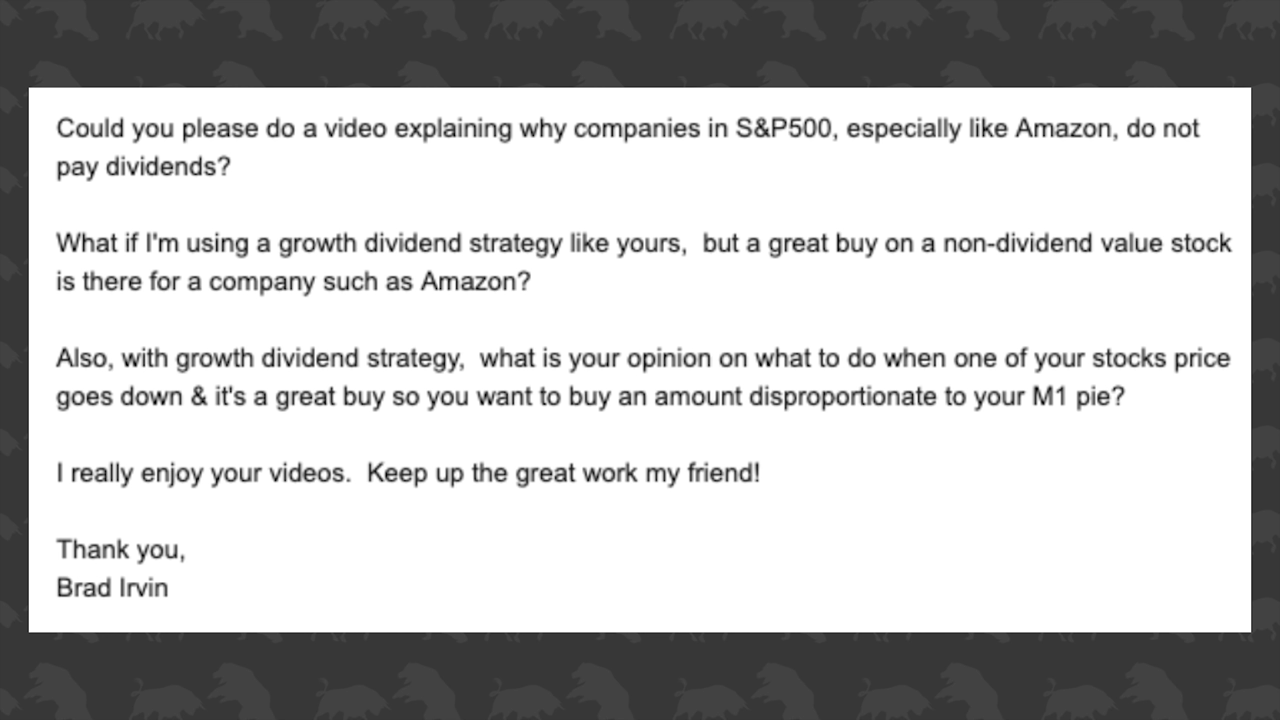 Could you please do a video explaining why companies in S&P500, especially like Amazon, do not
pay dividends?
What if I'm using a growth dividend strategy like yours,  but a great buy on a non-dividend value stock
is there for a company such as Amazon?
Also, with growth dividend strategy,  what is your opinion on what to do when one of your stocks price
goes down & it's a great buy so you want to buy an amount disproportionate to your M1 pie?
I really enjoy your videos.  Keep up the great work my friend!
Thank you,
Brad Irvin